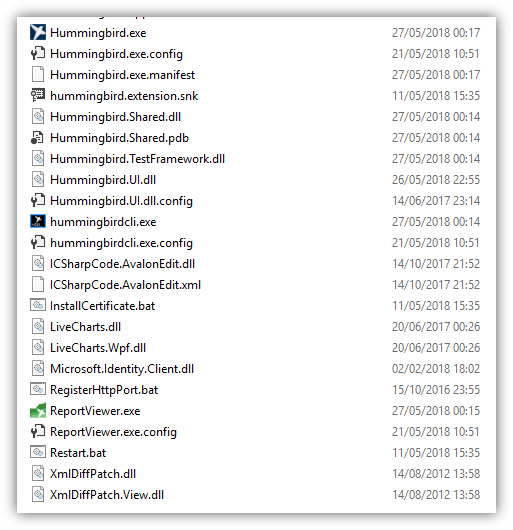 Hummingbird.exe 27/05/2018 00:17
Hummingbird.exe.config 21/05/2018 10:51
Hummingbird.exe.manifest 27/05/2018 00:17
hummingbird.extension.snk 11/05/2018 15:35
Hummingbird.Shared.dll 27/05/2018 00:14
Hummingbird.Shared.pdb 27/05/2018 00:14
Hummingbird.TestFramework.dll 27/05/2018 00:14
Hummingbird.UI.dll 26/05/2018 22:55
Hummingbird.UI.dll.config 14/06/2017 23:14
hummingbirdcli.exe 27/05/2018 00:14
hummingbirdcli.exe.config 21/05/2018 10:51
ICSharpCode.AvalonEdit.dll 14/10/2017 21:52
ICSharpCode.AvalonEdit.xml 14/10/2017 21:52
InstallCertificate.bat 11/05/2018 15:35
LiveCharts.dll 20/06/2017 00:26
LiveCharts.Wpf.dll 20/06/2017 00:26
Microsoft.Identity.Client.dll 02/02/2018 18:02
RegisterHttpPort.bat 15/10/2016 23:55
ReportViewer.exe 27/05/2018 00:15
ReportViewer.exe.config 21/05/2018 10:51
Restart.bat 11/05/2018 15:35
XmlDiffPatch.dll 14/08/2012 13:58
XmlDiffPatch.View.dll 14/08/2012 13:58